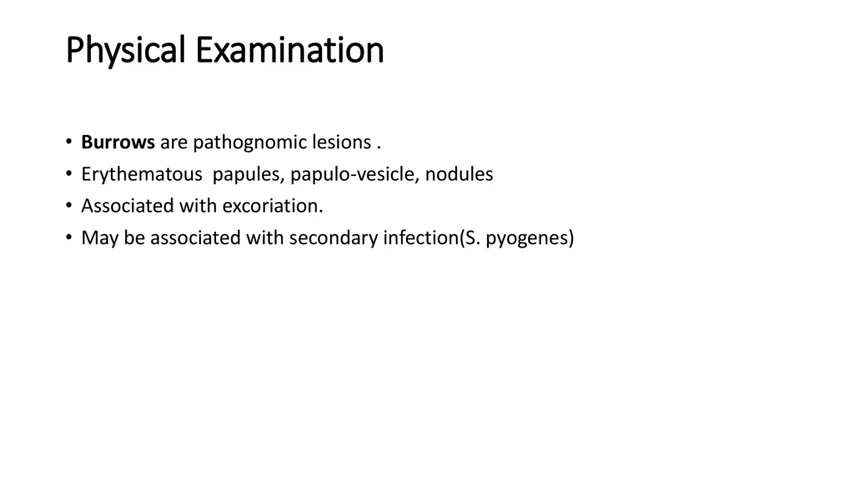 Physical Examination
• Burrows are pathognomic lesions .
• Erythematous  papules, papulo-vesicle, nodules
• Associated with excoriation.
• May be associated with secondary infection(S. pyogenes)